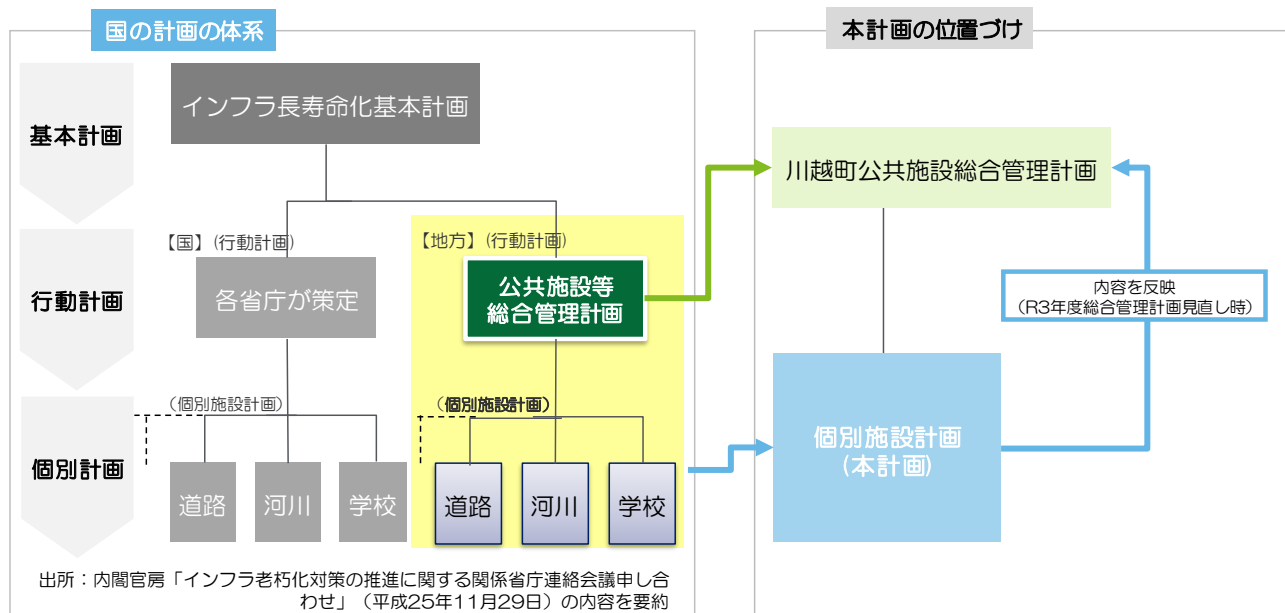 国の計画の体系
本計画の位置づけ
基本計画
インフラ長寿命化基本計画
川越町公共施設総合管理計画
【国】(行動計画)
【地方】(行動計画)
行動計画
各省庁が策定
公共施設等
総合管理計画
内容を反映
(R3年度総合管理計画見直し時)
(個別施設計画)
(個別施設計画)
個別計画
道路
河川
学校
道路
河川
学校
個別施設計画
(本計画)
出所:内閣官房「インフラ老朽化対策の推進に関する関係省庁連絡会議申し合
わせ」(平成25年11月29日)の内容を要約